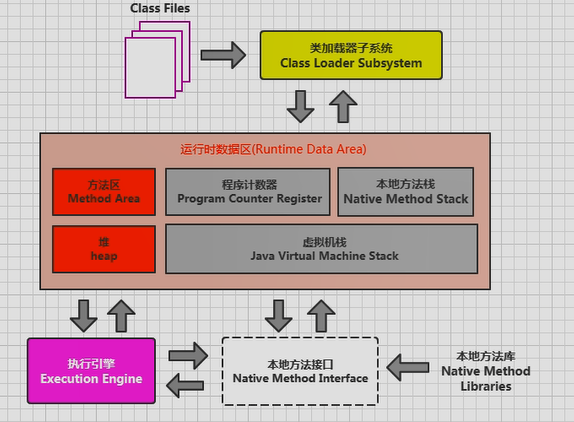 Class Files
类加载器子系统
Class Loader Subsystem
运行时数据区(Runtime Data Area)
方法区
Method Area
程序计数器
Program Counter Register
本地方法栈
Native Method Stack
堆
heap
虚拟机栈
Java Virtual Machine Stack
执行引擎
Execution Engine
本地方法接口
Native Method Interface
本地方法库
Native Method
Libraries